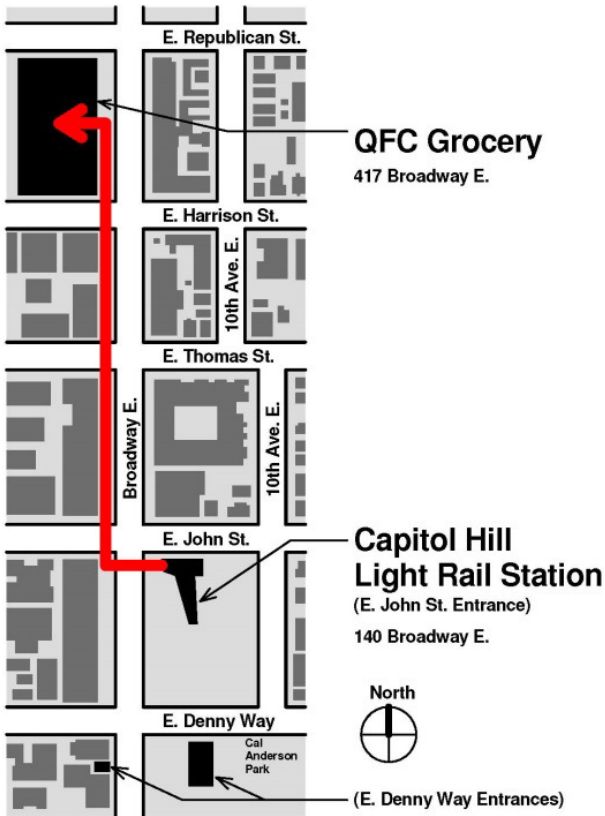 E. Republican St.
QFC Grocery
417 Broadway E.
E. Harrison St.
10th Ave. E.
E. Thomas St.
Broadway E.
10th Ave. E.
E. John St.
Capitol Hill
Light Rail Station
(E. John St. Entrance)
140 Broadway E.
North
E. Denny Way
Cal
Anderson
Park
(E. Denny Way Entrances)